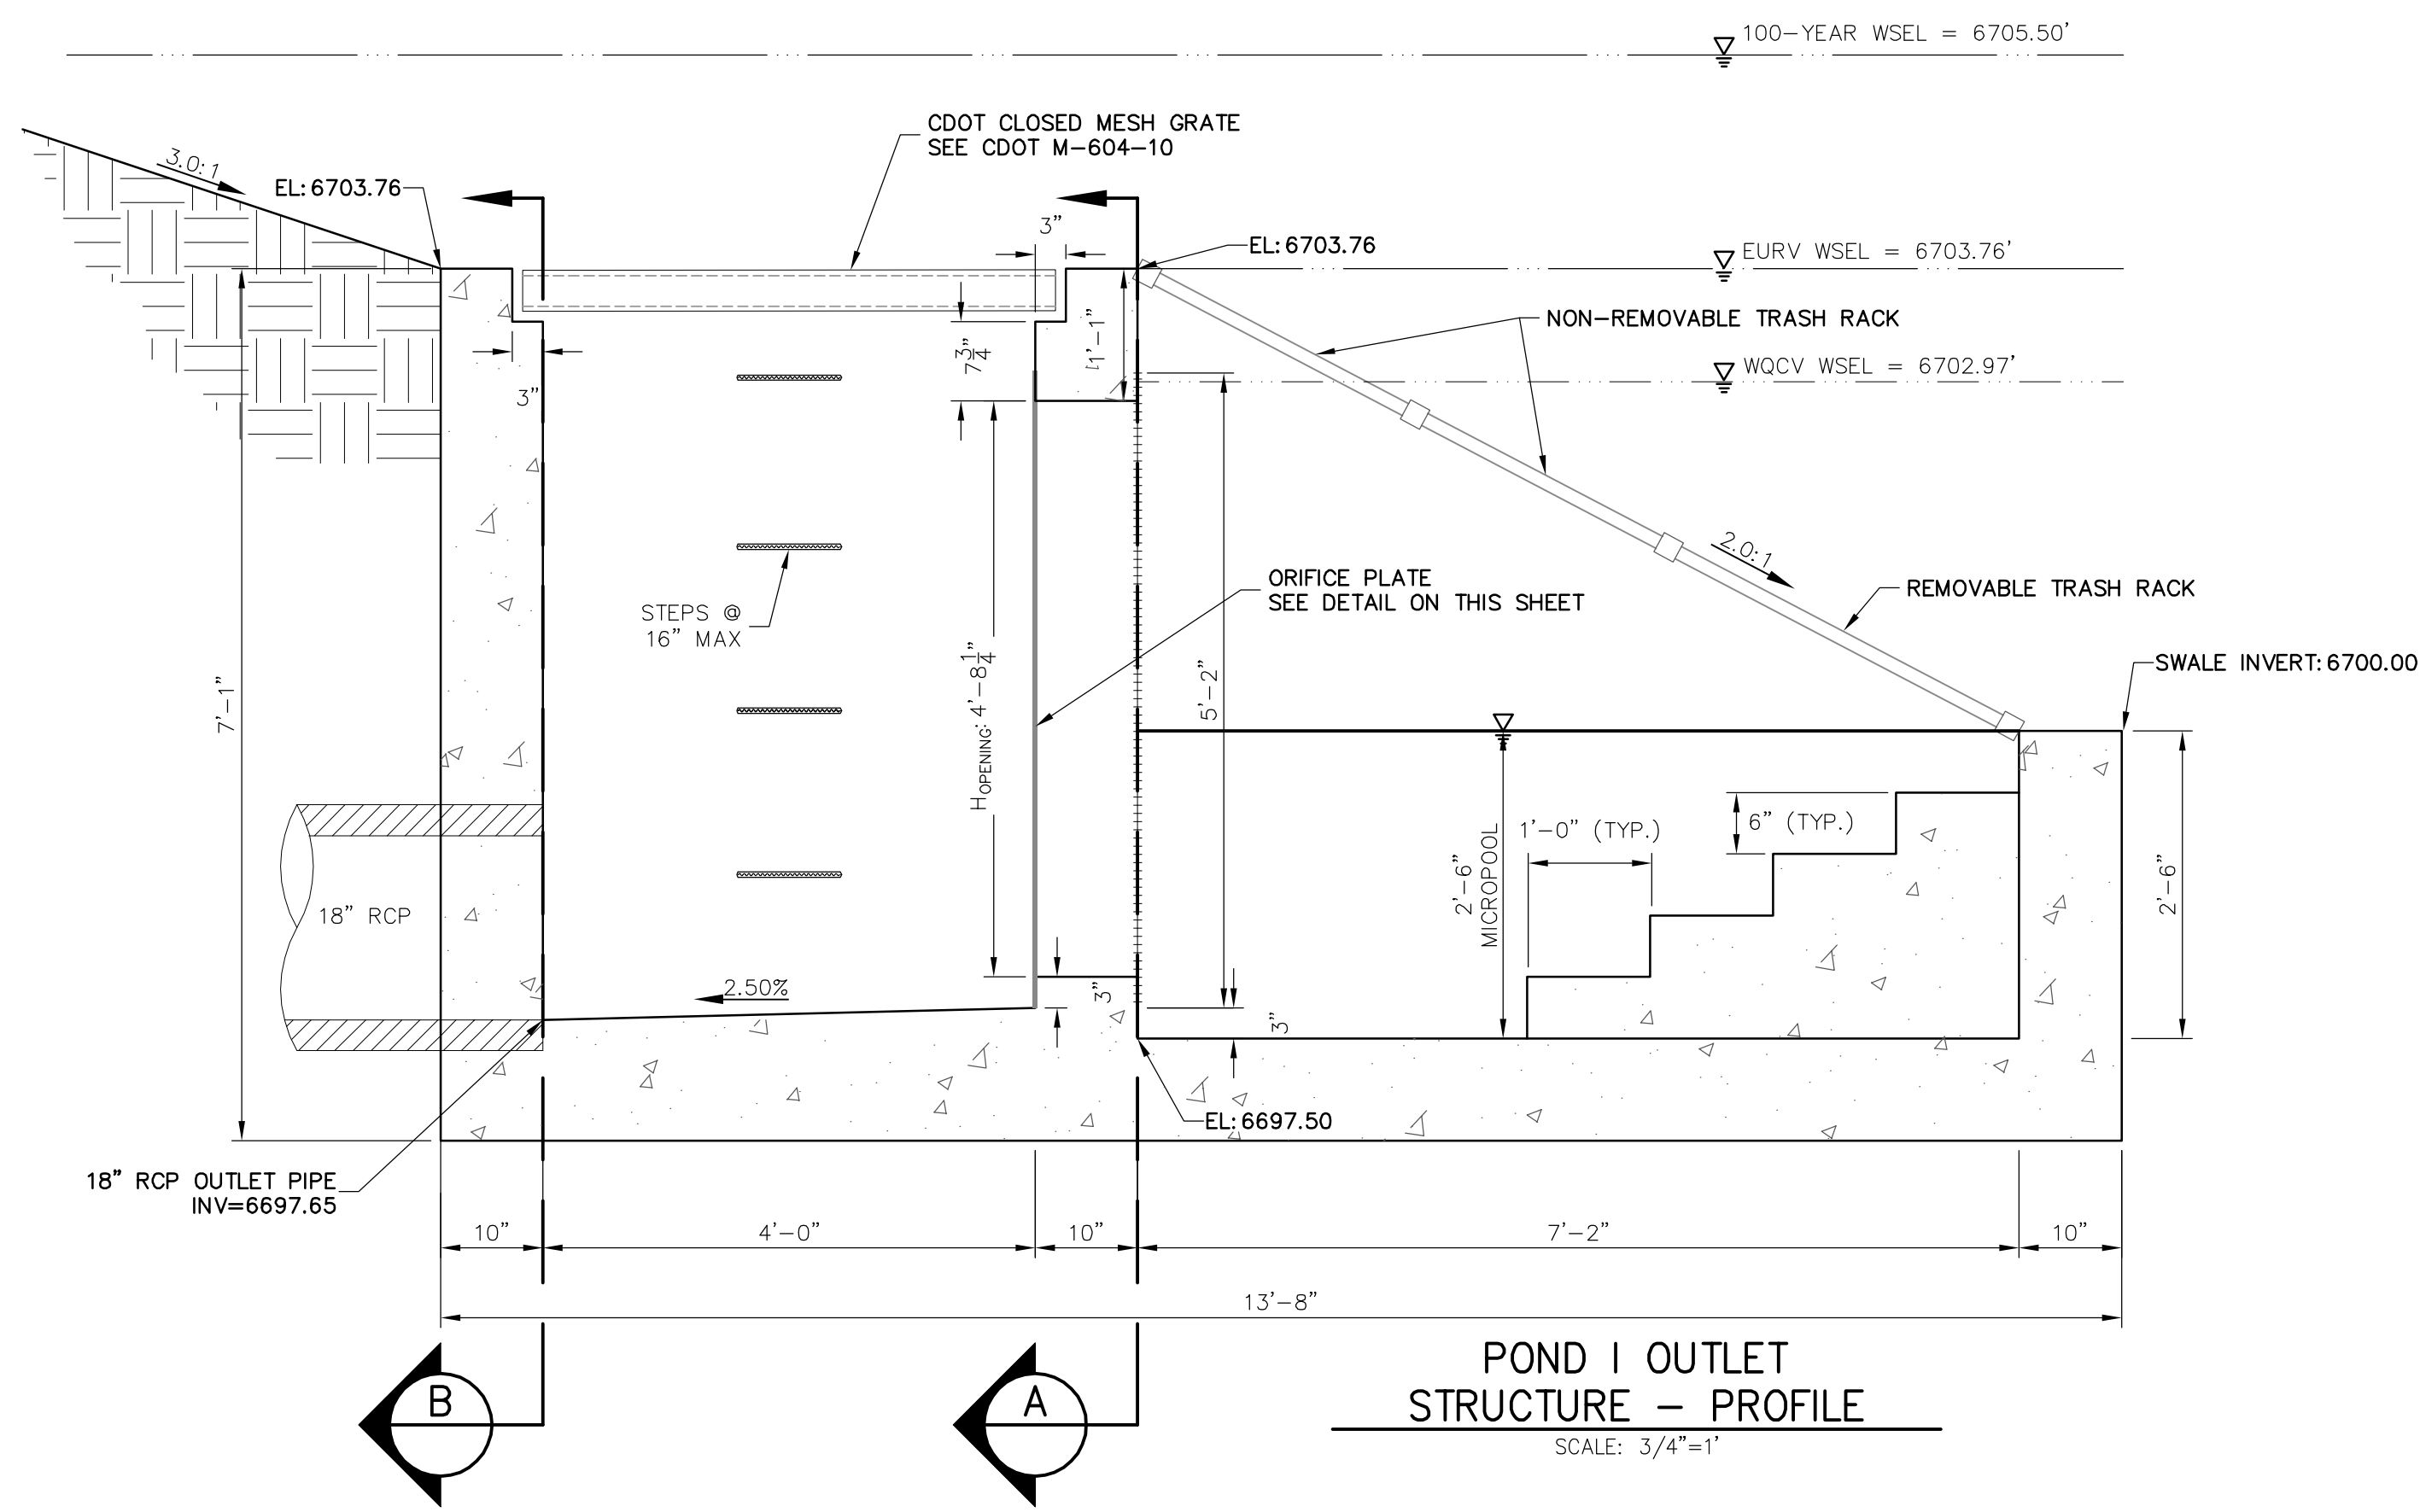 100-YEAR WSEL = 6705.50'
CDOT CLOSED MESH GRATE
SEE CDOT M-604-10
3.0:1
EL: 6703.76
3"
EL: 6703.76
EURV WSEL = 6703.76'
NON-REMOVABLE TRASH RACK
1'-1"
7 3/4"
WQCV WSEL = 6702.97'
3"
2.0:1
ORIFICE PLATE
SEE DETAIL ON THIS SHEET
REMOVABLE TRASH RACK
STEPS @
16" MAX
HOPENING: 4'-8 1/4"
5'-2"
SWALE INVERT: 6700.00
7'-1"
1'-0" (TYP.)
6" (TYP.)
2'-6"
MICROPOOL
2'-6"
18" RCP
2.50%
3"
3"
EL: 6697.50
18" RCP OUTLET PIPE
INV=6697.65
10"
4'-0"
10"
7'-2"
10"
13'-8"
B
A
POND I OUTLET
STRUCTURE - PROFILE
SCALE: 3/4"=1'